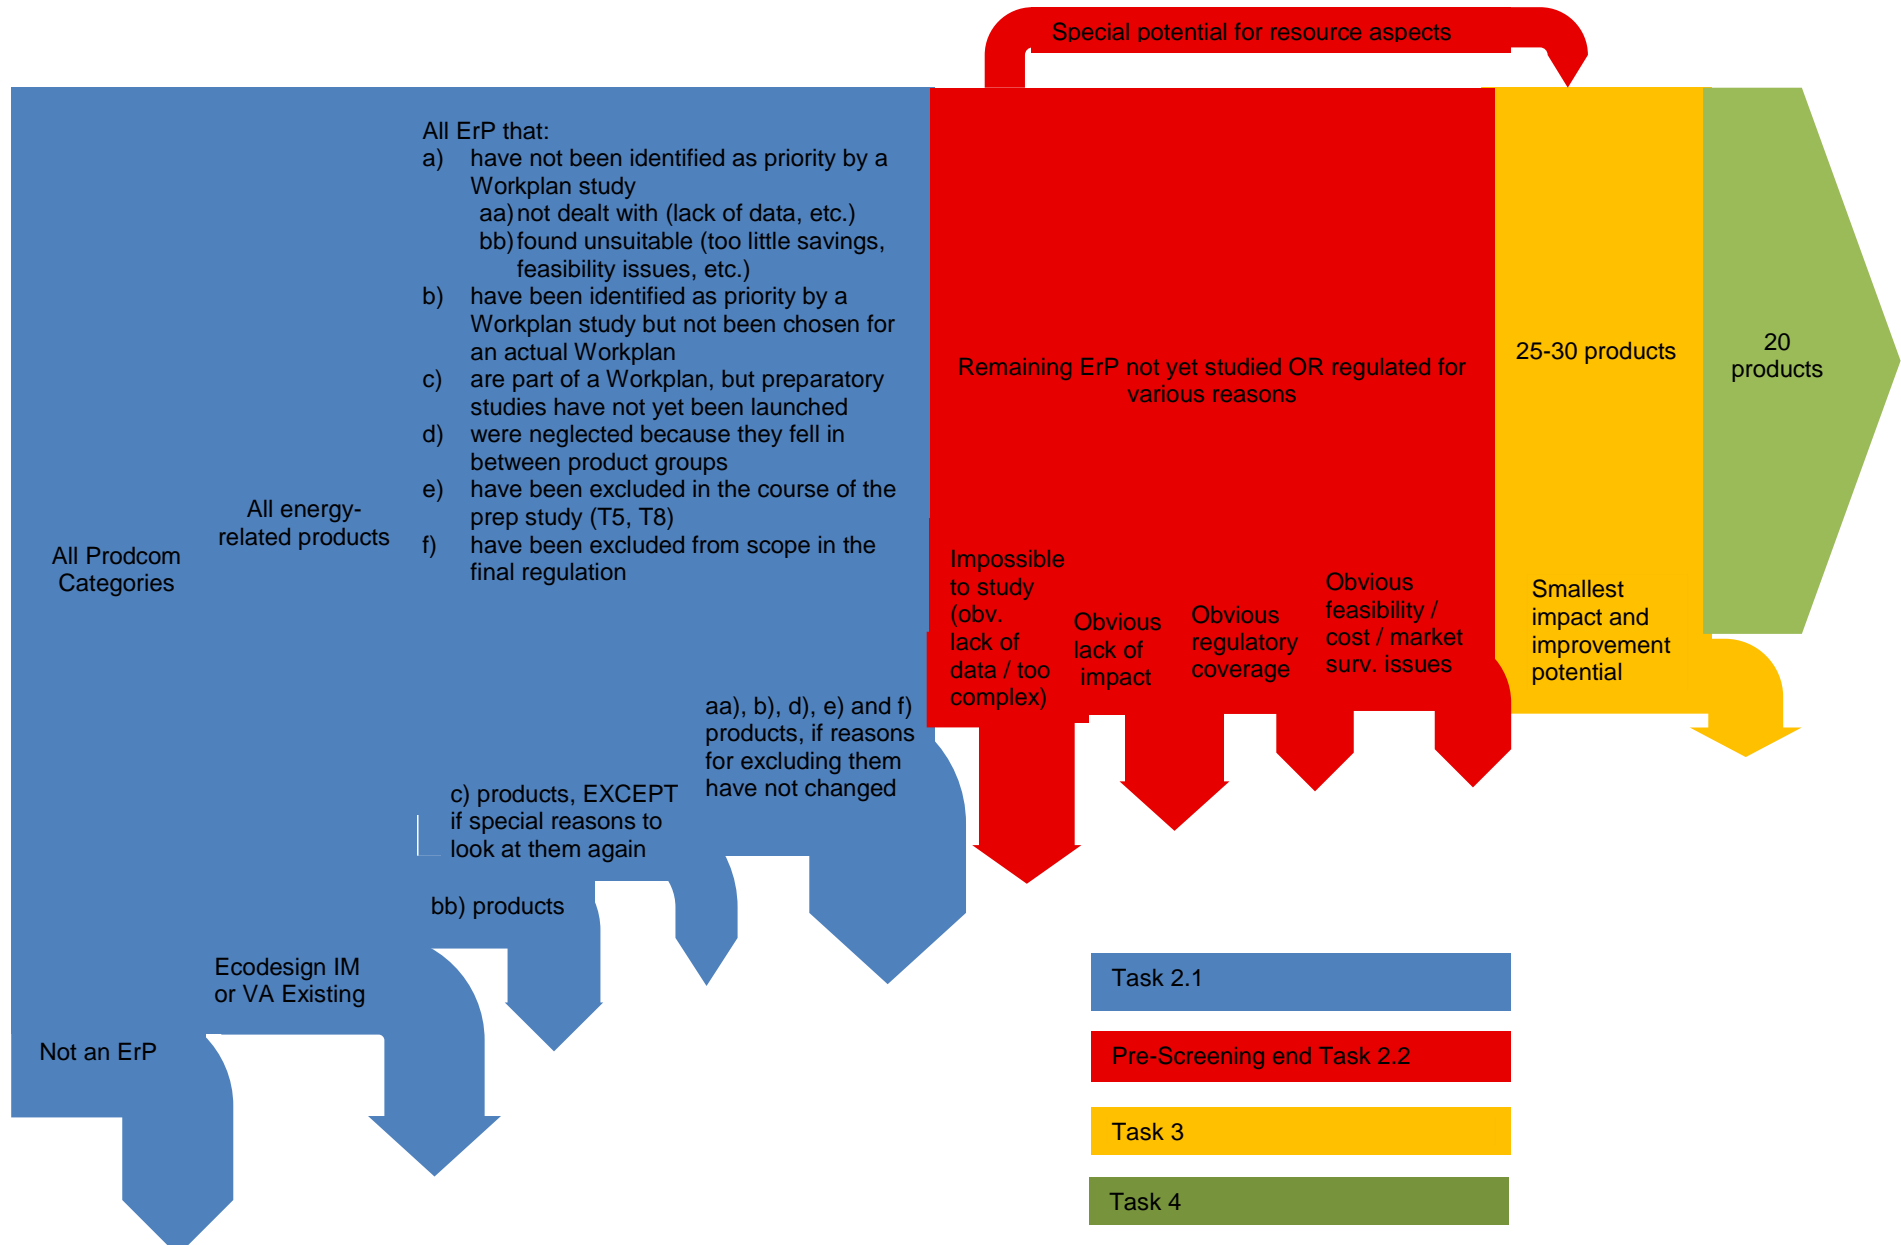 Special potential for resource aspects
All ErP that:
a) have not been identified as priority by a
Workplan study
aa) not dealt with (lack of data, etc.)
bb) found unsuitable (too little savings,
feasibility issues, etc.)
b) have been identified as priority by a
Workplan study but not been chosen for
an actual Workplan
c) are part of a Workplan, but preparatory
studies have not yet been launched
d) were neglected because they fell in
between product groups
e) have been excluded in the course of the
prep study (T5, T8)
f) have been excluded from scope in the
final regulation
All Prodcom
Categories
All energy-
related products
Remaining ErP not yet studied OR regulated for
various reasons
25-30 products
20
products
Impossible
to study
(obv.
lack of
data / too
complex)
Obvious
lack of
impact
Obvious
regulatory
coverage
Obvious
feasibility /
cost / market
surv. issues
Smallest
impact and
improvement
potential
aa), b), d), e) and f)
products, if reasons
for excluding them
have not changed
c) products, EXCEPT
if special reasons to
look at them again
bb) products
Ecodesign IM
or VA Existing
Not an ErP
Task 2.1
Pre-Screening end Task 2.2
Task 3
Task 4